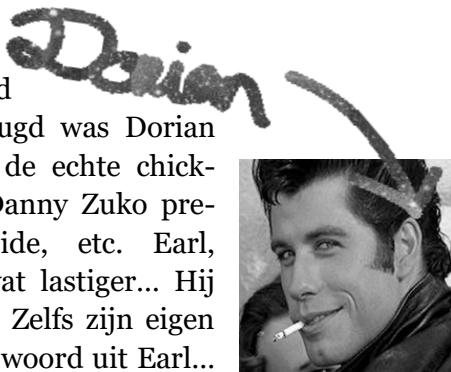 Dorian
d
ugd was Dorian
de echte chick-
Danny Zuko pre-
ide, etc. Earl,
vat lastiger... Hij
Zelfs zijn eigen
woord uit Earl...